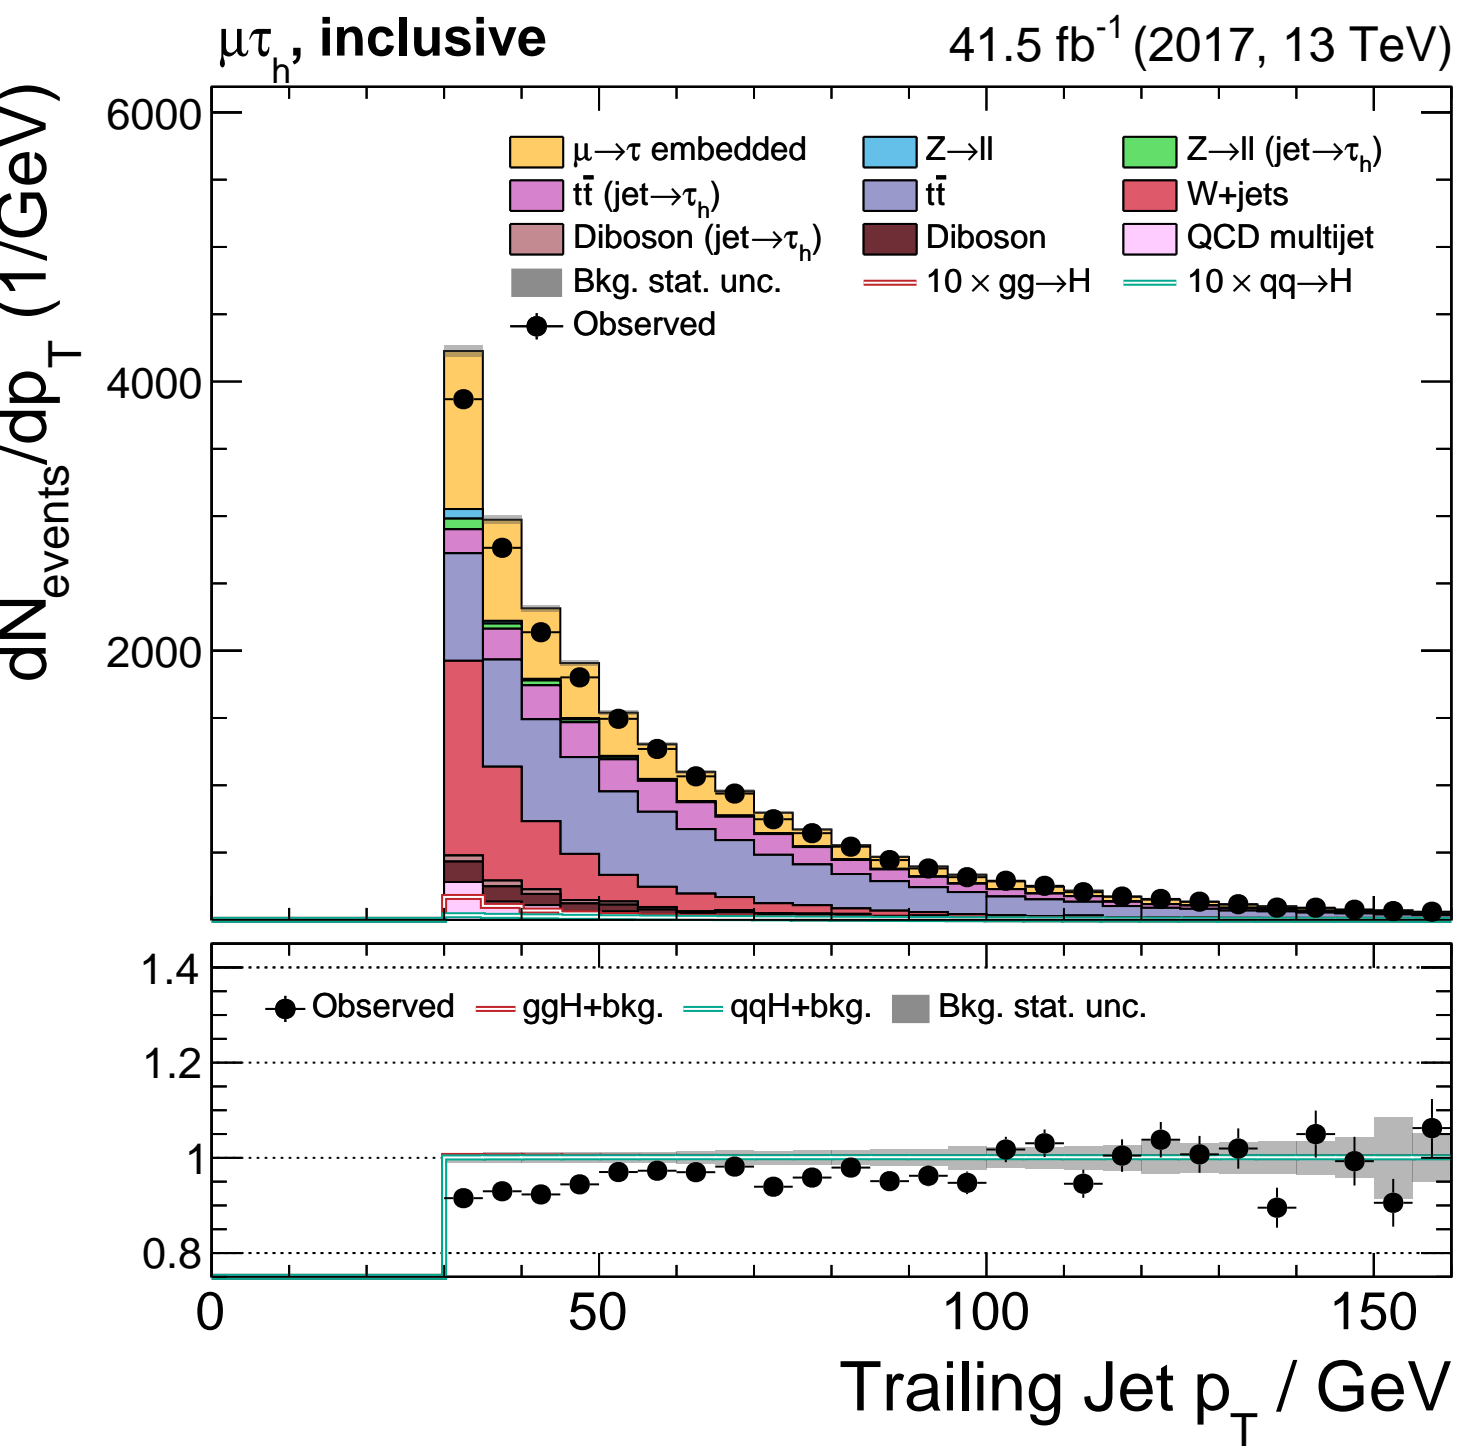 μτh, inclusive
41.5 fb-1 (2017, 13 TeV)
dNevents/dpT (1/GeV)
6000
4000
2000
μ→τ embedded
Z→ll
Z→ll (jet→τh)
tt̄ (jet→τh)
tt̄
W+jets
Diboson (jet→τh)
Diboson
QCD multijet
Bkg. stat. unc.
10 × gg→H
10 × qq→H
Observed
1.4
1.2
1
0.8
Observed
ggH+bkg.
qqH+bkg.
Bkg. stat. unc.
0
50
100
150
Trailing Jet pT / GeV